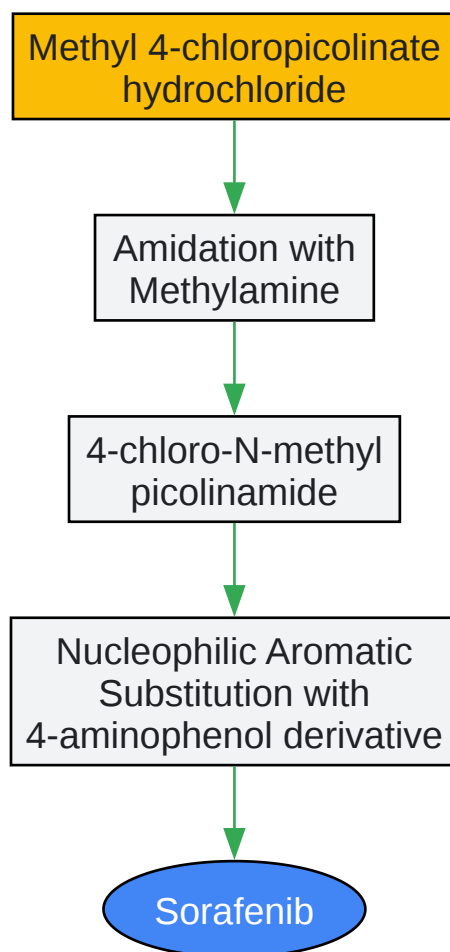 Methyl 4-chloropicolinate
hydrochloride
Amidation with
Methylamine
4-chloro-N-methyl
picolinamide
Nucleophilic Aromatic
Substitution with
4-aminophenol derivative
Sorafenib